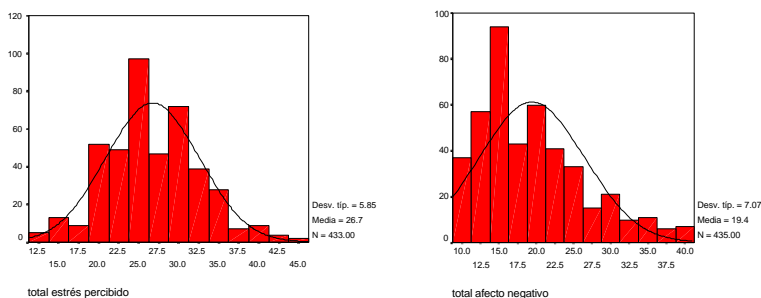 120
100
80
60
40
20
0
12.5 17.5 22.5 27.5 32.5 37.5 42.5
15.0 20.0 25.0 30.0 35.0 40.0 45.0
Desv. típ. = 5.85
Media = 26.7
N = 433.00
total estrés percibido
100
80
60
40
20
0
10.0 15.0 20.0 25.0 30.0 35.0 40.0
12.5 17.5 22.5 27.5 32.5 37.5
Desv. típ. = 7.07
Media = 19.4
N = 435.00
total afecto negativo